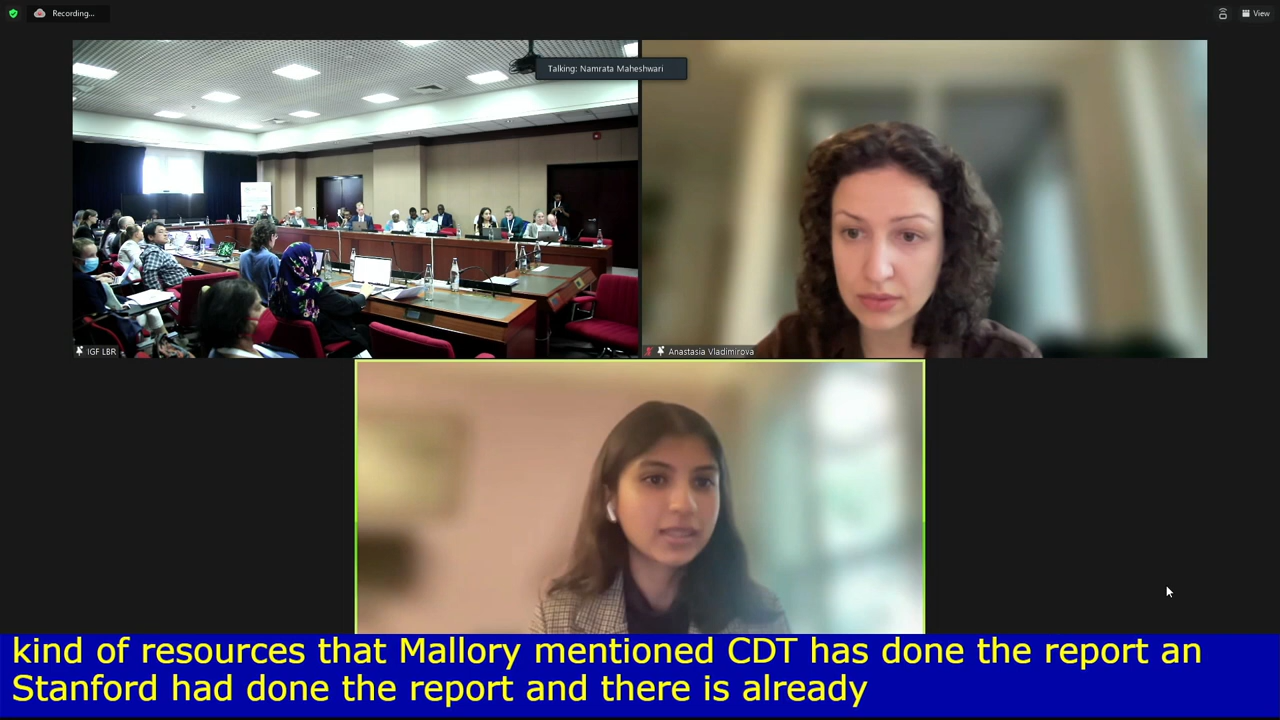 Recording...
View
Talking: Namrata Maheshwari
IGF LBR
Anastasia Vladimirova
kind of resources that Mallory mentioned CDT has done the report an
Stanford had done the report and there is already